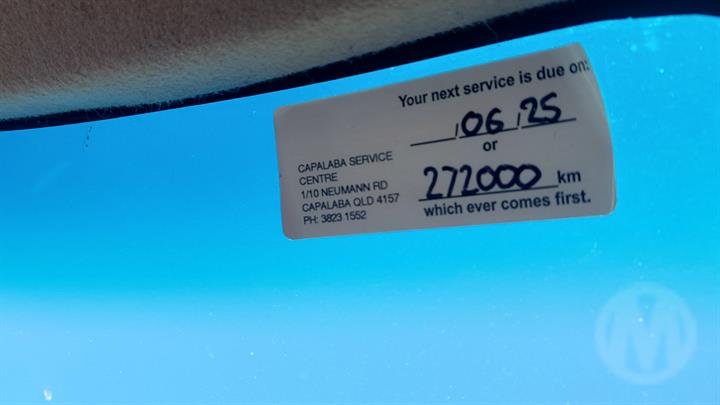 Your next service is due on:
/06/25
or
272000 km
which ever comes first.
CAPALABA SERVICE
CENTRE
1/10 NEUMANN RD
CAPALABA QLD 4157
PH: 3823 1552
M